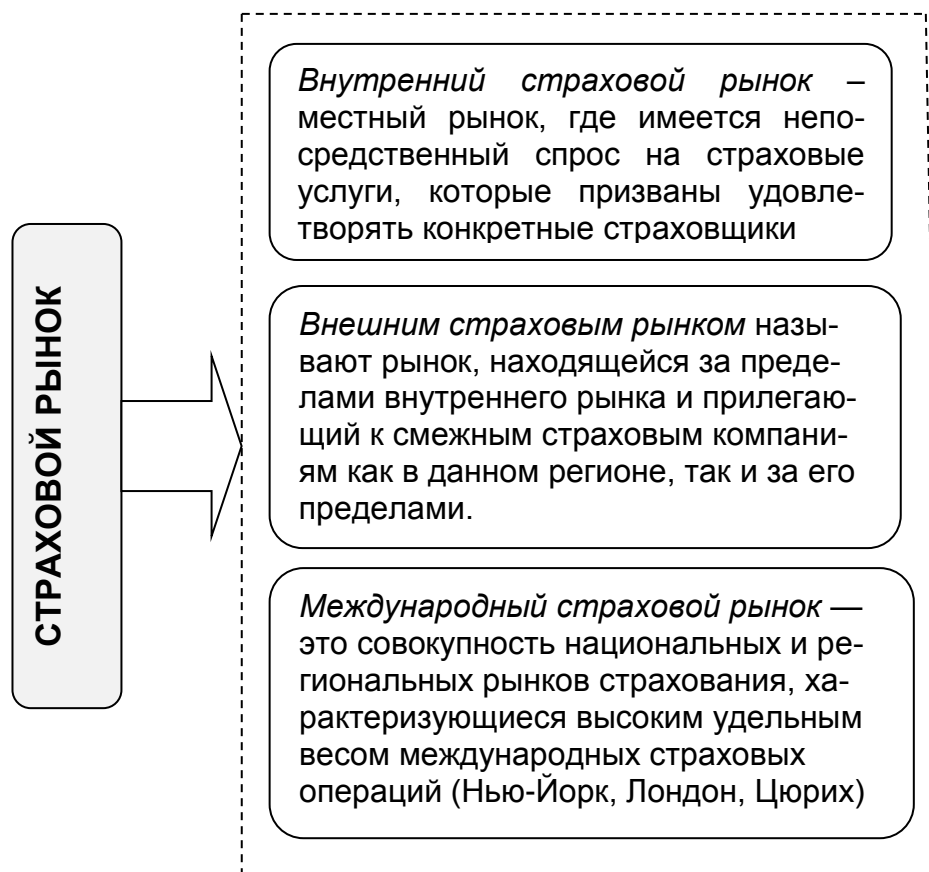 СТРАХОВОЙ РЫНОК
Внутренний страховой рынок –
местный рынок, где имеется непо-
средственный спрос на страховые
услуги, которые призваны удовле-
творять конкретные страховщики
Внешним страховым рынком назы-
вают рынок, находящейся за преде-
лами внутреннего рынка и прилегаю-
щий к смежным страховым компани-
ям как в данном регионе, так и за его
пределами.
Международный страховой рынок —
это совокупность национальных и ре-
гиональных рынков страхования, ха-
рактеризующиеся высоким удельным
весом международных страховых
операций (Нью-Йорк, Лондон, Цюрих)